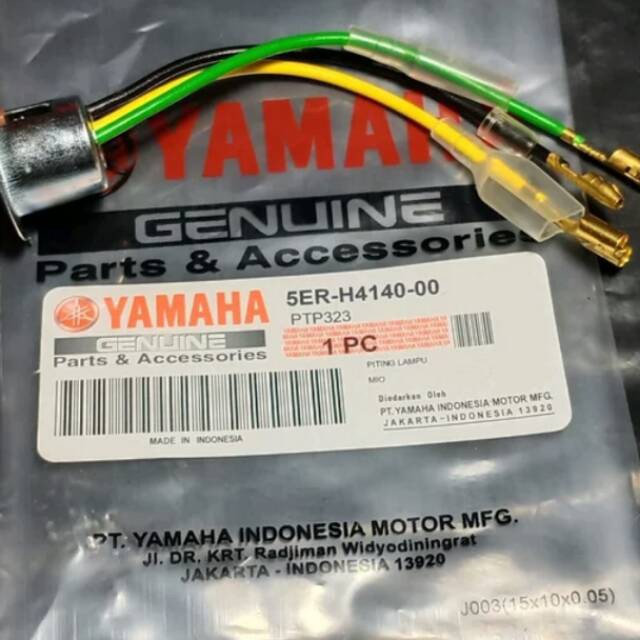 YAMAHA
GENUINE
Parts & Accessories
YAMAHA
GENUINE
Parts & Accessories
5ER-H4140-00
PTP323
1 PC
PITING LAMPU
MIO
Diedarkan Oleh
PT.YAMAHA INDONESIA MOTOR MFG.
JAKARTA-INDONESIA 13920
MADE IN INDONESIA
PT. YAMAHA INDONESIA MOTOR MFG.
Jl. DR. KRT. Radjiman Widyodiningrat
JAKARTA - INDONESIA 13920
J003(15x10x0.05)